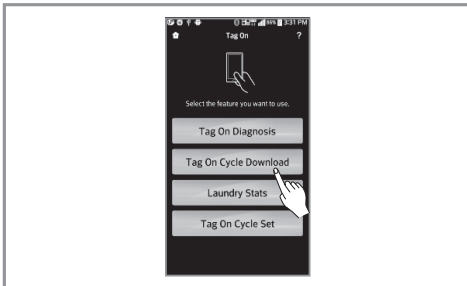 85% 3:31 PM
Tag On ?
Select the feature you want to use.
Tag On Diagnosis
Tag On Cycle Download
Laundry Stats
Tag On Cycle Set